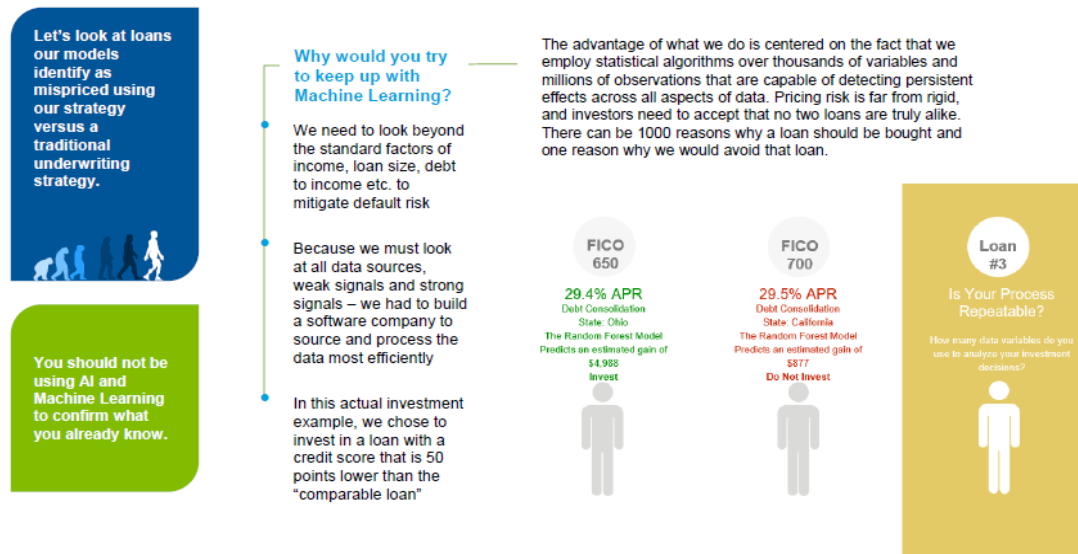 Let's look at loans
our models
identify as
mispriced using
our strategy
versus a
traditional
underwriting
strategy.
You should not be
using AI and
Machine Learning
to confirm what
you already know.
Why would you try
to keep up with
Machine Learning?
We need to look beyond
the standard factors of
income, loan size, debt
to income etc. to
mitigate default risk
Because we must look
at all data sources,
weak signals and strong
signals – we had to build
a software company to
source and process the
data most efficiently
In this actual investment
example, we chose to
invest in a loan with a
credit score that is 50
points lower than the
“comparable loan”
The advantage of what we do is centered on the fact that we
employ statistical algorithms over thousands of variables and
millions of observations that are capable of detecting persistent
effects across all aspects of data. Pricing risk is far from rigid,
and investors need to accept that no two loans are truly alike.
There can be 1000 reasons why a loan should be bought and
one reason why we would avoid that loan.
FICO
650
29.4% APR
Debt Consolidation
State: Ohio
The Random Forest Model
Predicts an estimated gain of
$4,988
Invest
FICO
700
29.5% APR
Debt Consolidation
State: California
The Random Forest Model
Predicts an estimated gain of
$877
Do Not Invest
Loan
#3
Is Your Process
Repeatable?
How many data variables do you
use to analyze your investment
decisions?